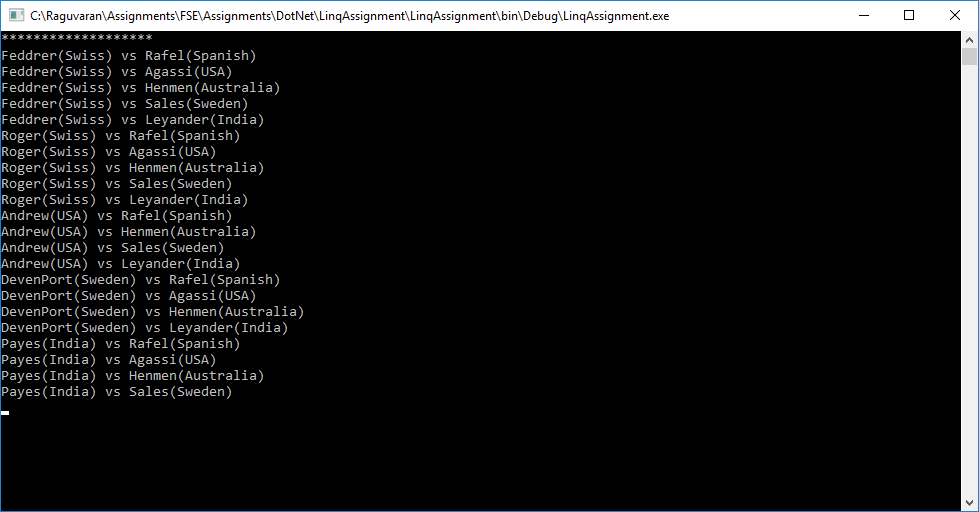 C:\Raguvaran\Assignments\FSE\Assignments\DotNet\LinqAssignment\LinqAssignment\bin\Debug\LinqAssignment.exe
*******************
Feddrer(Swiss) vs Rafel(Spanish)
Feddrer(Swiss) vs Agassi(USA)
Feddrer(Swiss) vs Henmen(Australia)
Feddrer(Swiss) vs Sales(Sweden)
Feddrer(Swiss) vs Leyander(India)
Roger(Swiss) vs Rafel(Spanish)
Roger(Swiss) vs Agassi(USA)
Roger(Swiss) vs Henmen(Australia)
Roger(Swiss) vs Sales(Sweden)
Roger(Swiss) vs Leyander(India)
Andrew(USA) vs Rafel(Spanish)
Andrew(USA) vs Henmen(Australia)
Andrew(USA) vs Sales(Sweden)
Andrew(USA) vs Leyander(India)
DevenPort(Sweden) vs Rafel(Spanish)
DevenPort(Sweden) vs Agassi(USA)
DevenPort(Sweden) vs Henmen(Australia)
DevenPort(Sweden) vs Leyander(India)
Payes(India) vs Rafel(Spanish)
Payes(India) vs Agassi(USA)
Payes(India) vs Henmen(Australia)
Payes(India) vs Sales(Sweden)